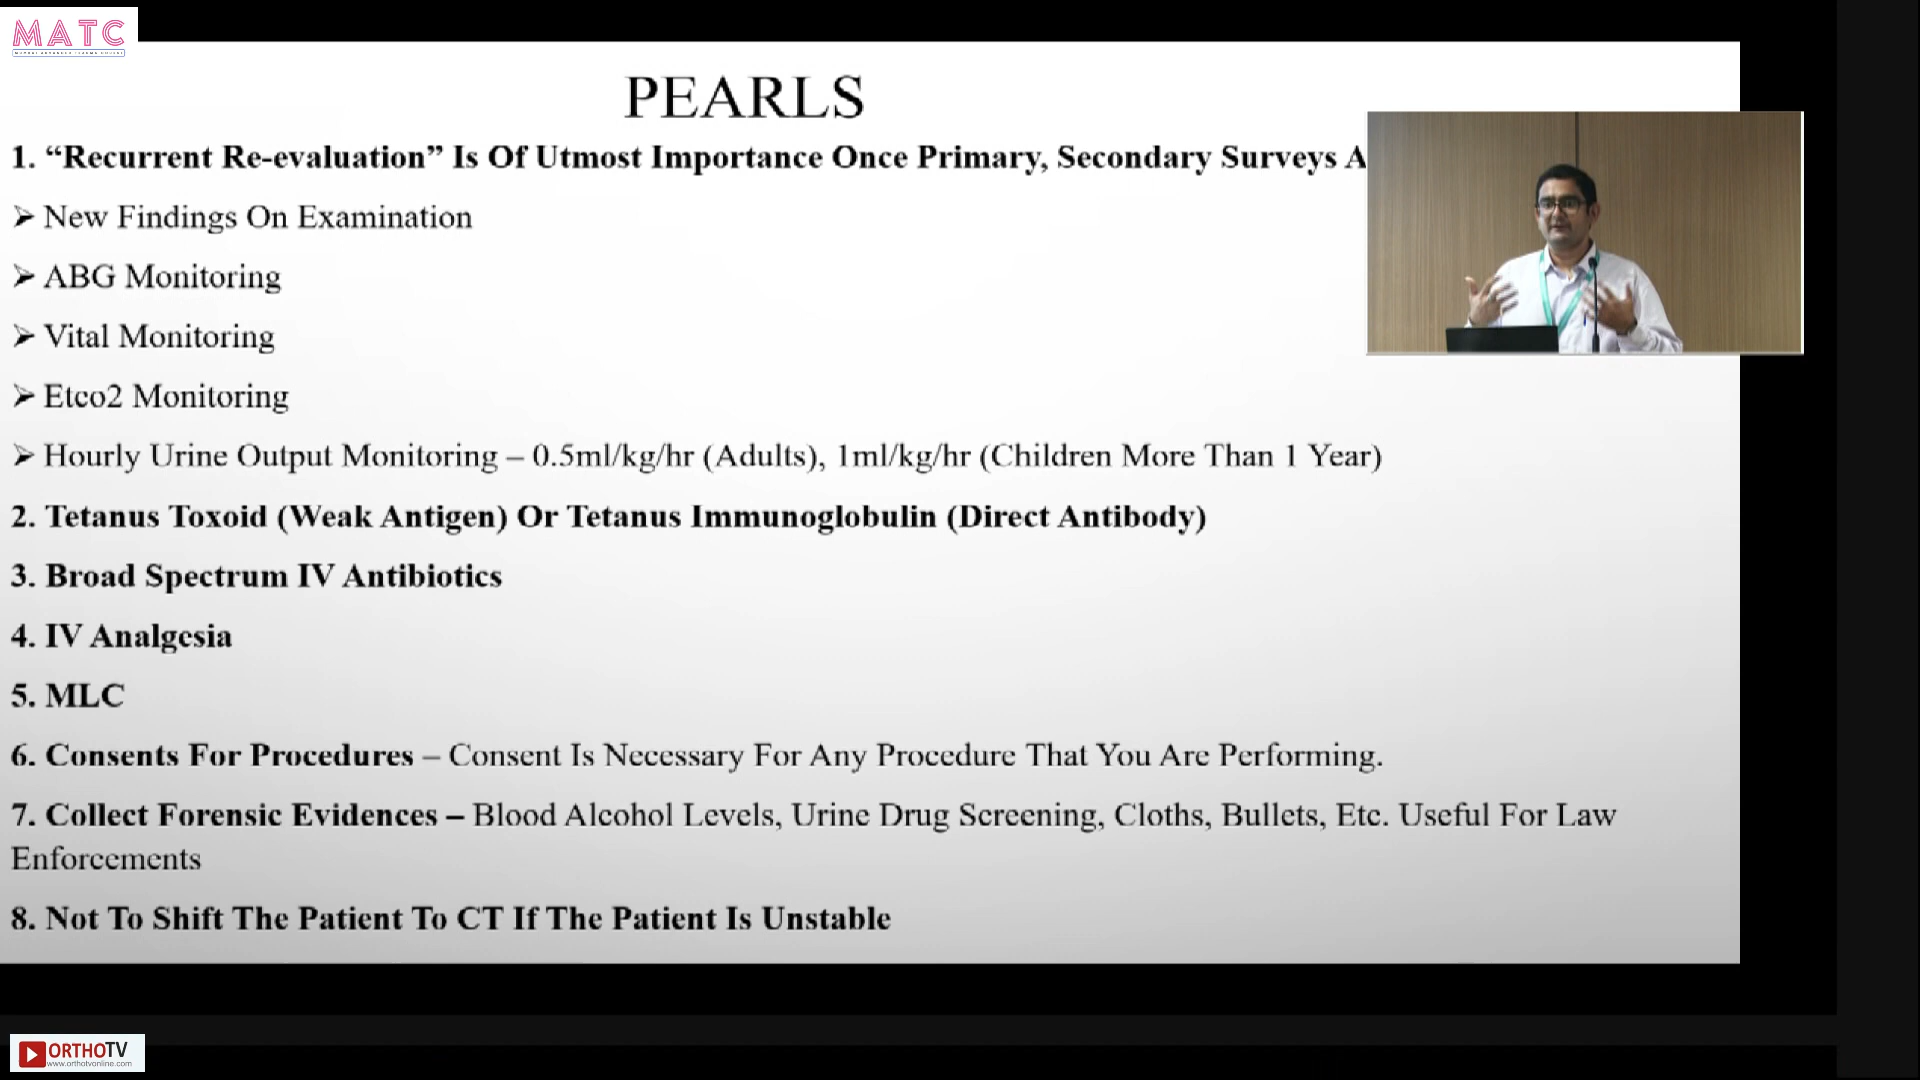 MATC
PEARLS
1. “Recurrent Re-evaluation” Is Of Utmost Importance Once Primary, Secondary Surveys A
➢ New Findings On Examination
➢ ABG Monitoring
➢ Vital Monitoring
➢ Etco2 Monitoring
➢ Hourly Urine Output Monitoring – 0.5ml/kg/hr (Adults), 1ml/kg/hr (Children More Than 1 Year)
2. Tetanus Toxoid (Weak Antigen) Or Tetanus Immunoglobulin (Direct Antibody)
3. Broad Spectrum IV Antibiotics
4. IV Analgesia
5. MLC
6. Consents For Procedures – Consent Is Necessary For Any Procedure That You Are Performing.
7. Collect Forensic Evidences – Blood Alcohol Levels, Urine Drug Screening, Cloths, Bullets, Etc. Useful For Law
Enforcements
8. Not To Shift The Patient To CT If The Patient Is Unstable
ORTHOTV
www.orthotvonline.com